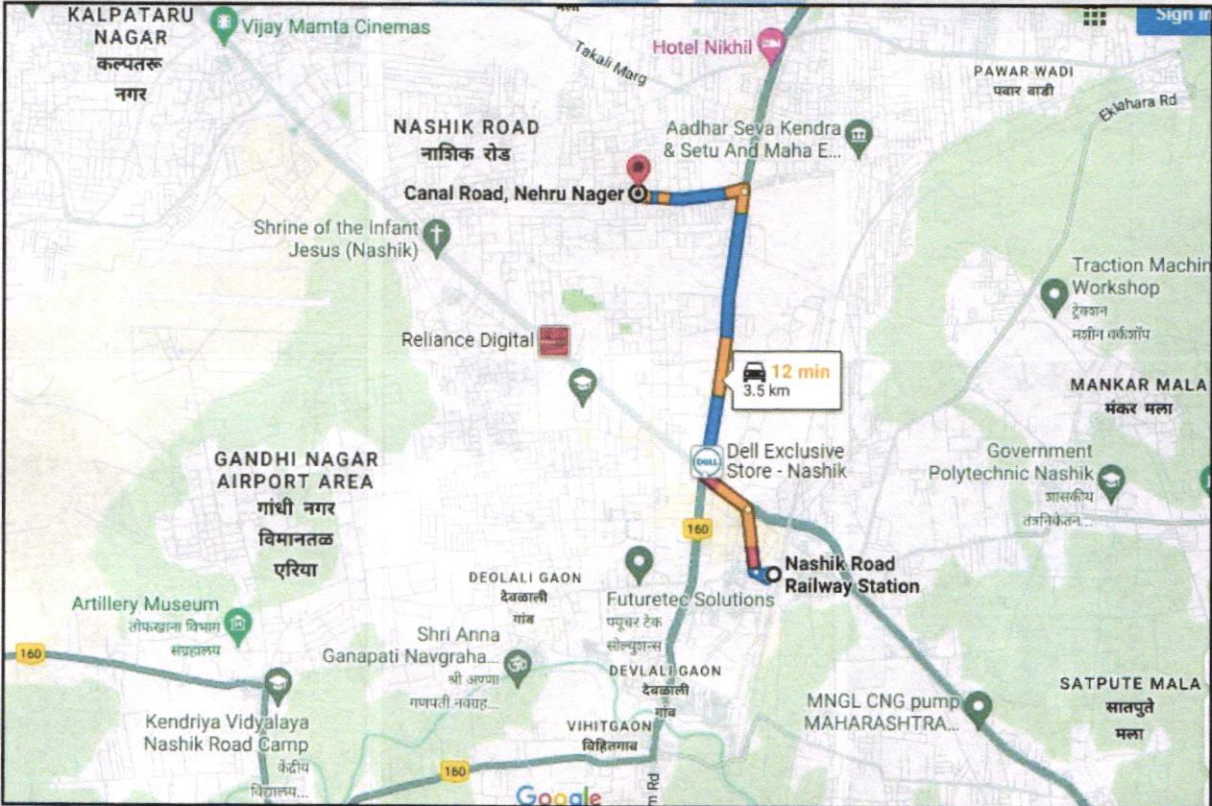 KALPATARU
NAGAR
कल्पतरू
नगर
Vijay Mamta Cinemas
Takali Marg
Hotel Nikhil
Sign in
PAWAR WADI
पवार वाडी
Eklahara Rd
NASHIK ROAD
नाशिक रोड
Aadhar Seva Kendra
& Setu And Maha E...
Canal Road, Nehru Nager
Shrine of the Infant
Jesus (Nashik)
Traction Machin
Workshop
ट्रॅक्शन
मशीन वर्कशॉप
Reliance Digital
12 min
3.5 km
MANKAR MALA
मंकर मला
DELL
Dell Exclusive
Store - Nashik
Government
Polytechnic Nashik
शासकीय
तंत्रनिकेतन...
GANDHI NAGAR
AIRPORT AREA
गांधी नगर
विमानतळ
एरिया
160
Nashik Road
Railway Station
DEOLALI GAON
देवळाली
गांव
Futuretec Solutions
फ्यूचर टेक
सोल्युशन्स
Artillery Museum
तोफखाना विभाग
संग्रहालय
Shri Anna
Ganapati Navgraha...
श्री अण्णा
गणपती नवग्रह...
160
DEVLALI GAON
देवळाली
गांव
MNGL CNG pump
MAHARASHTRA...
SATPUTE MALA
सातपुते
मला
Kendriya Vidyalaya
Nashik Road Camp
केंद्रीय
विद्यालय...
VIHITGAON
विहितगाव
160
Google
m Rd